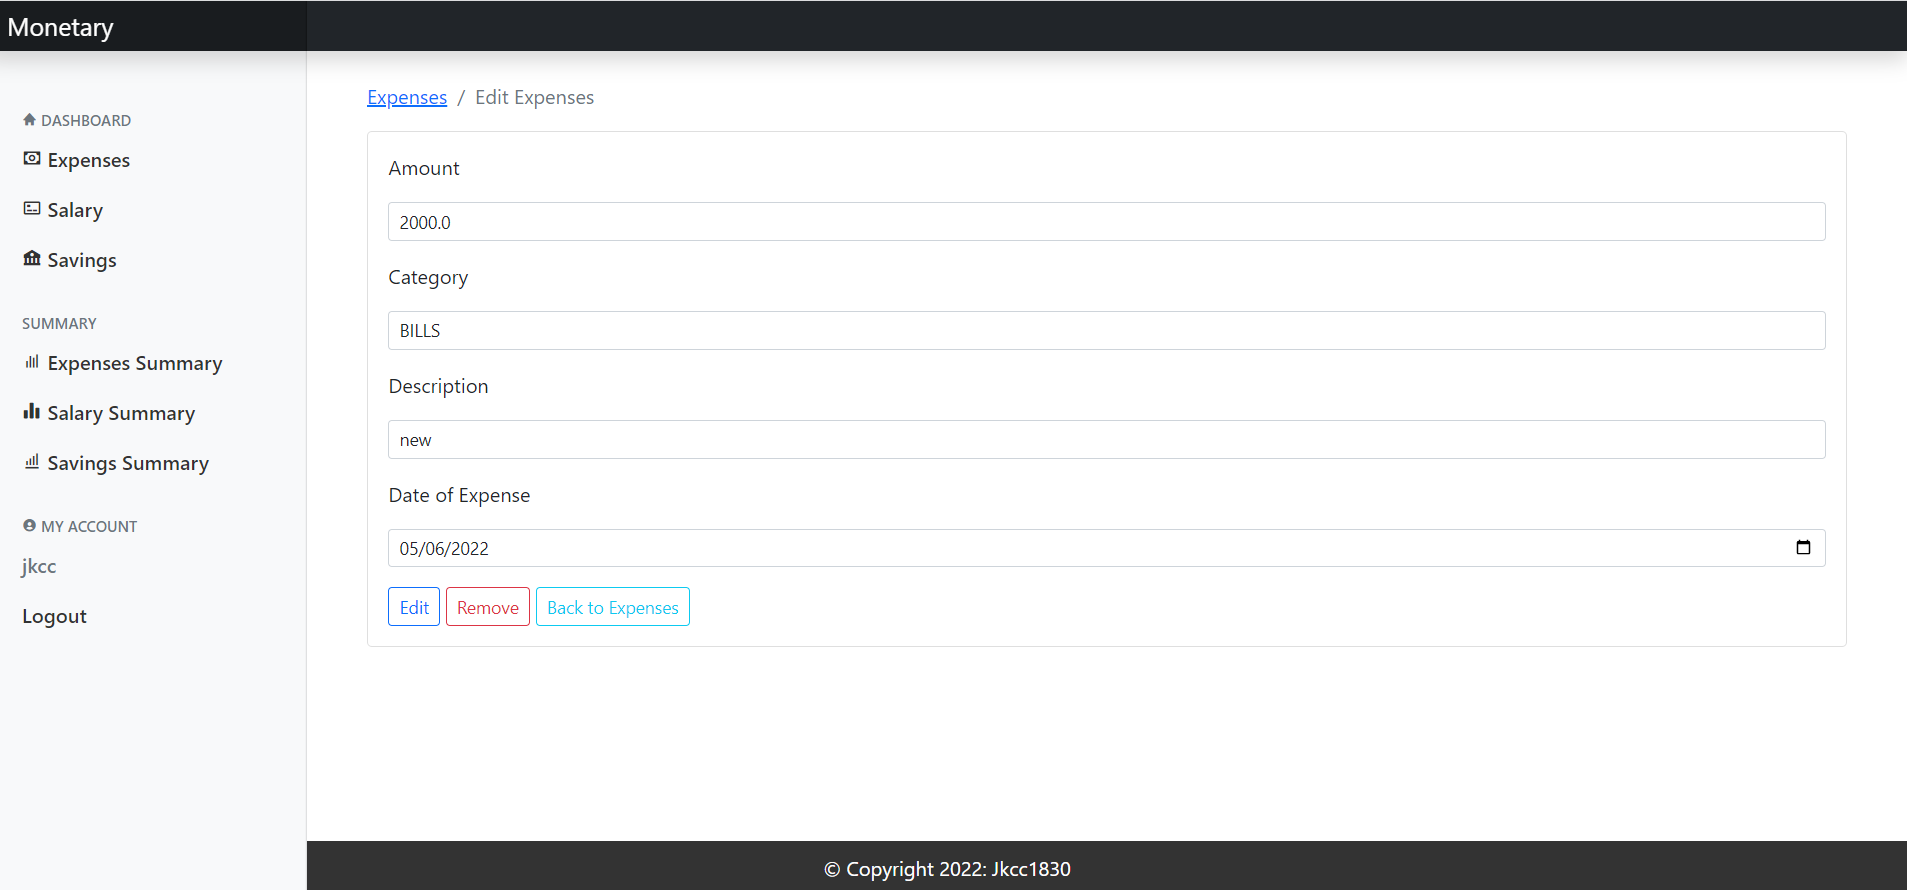 Monetary
DASHBOARD
Expenses
Salary
Savings
SUMMARY
Expenses Summary
Salary Summary
Savings Summary
MY ACCOUNT
jkcc
Logout
Expenses / Edit Expenses
Amount
2000.0
Category
BILLS
Description
new
Date of Expense
05/06/2022
Edit Remove Back to Expenses
© Copyright 2022: Jkcc1830